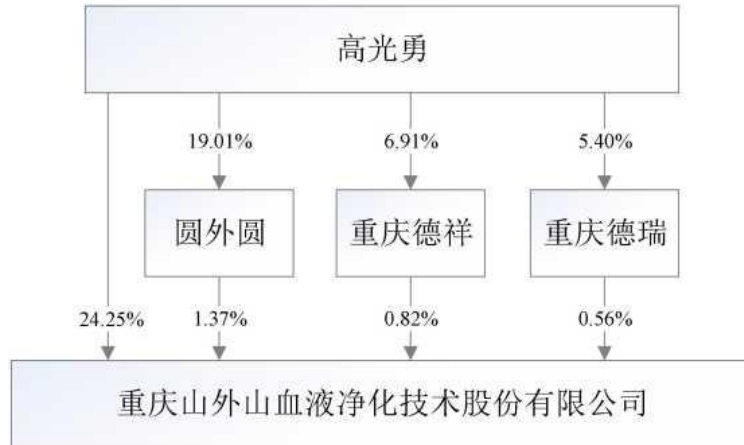 高光勇
19.01%
6.91%
5.40%
圆外圆
重庆德祥
重庆德瑞
24.25%
1.37%
0.82%
0.56%
重庆山外山血液净化技术股份有限公司